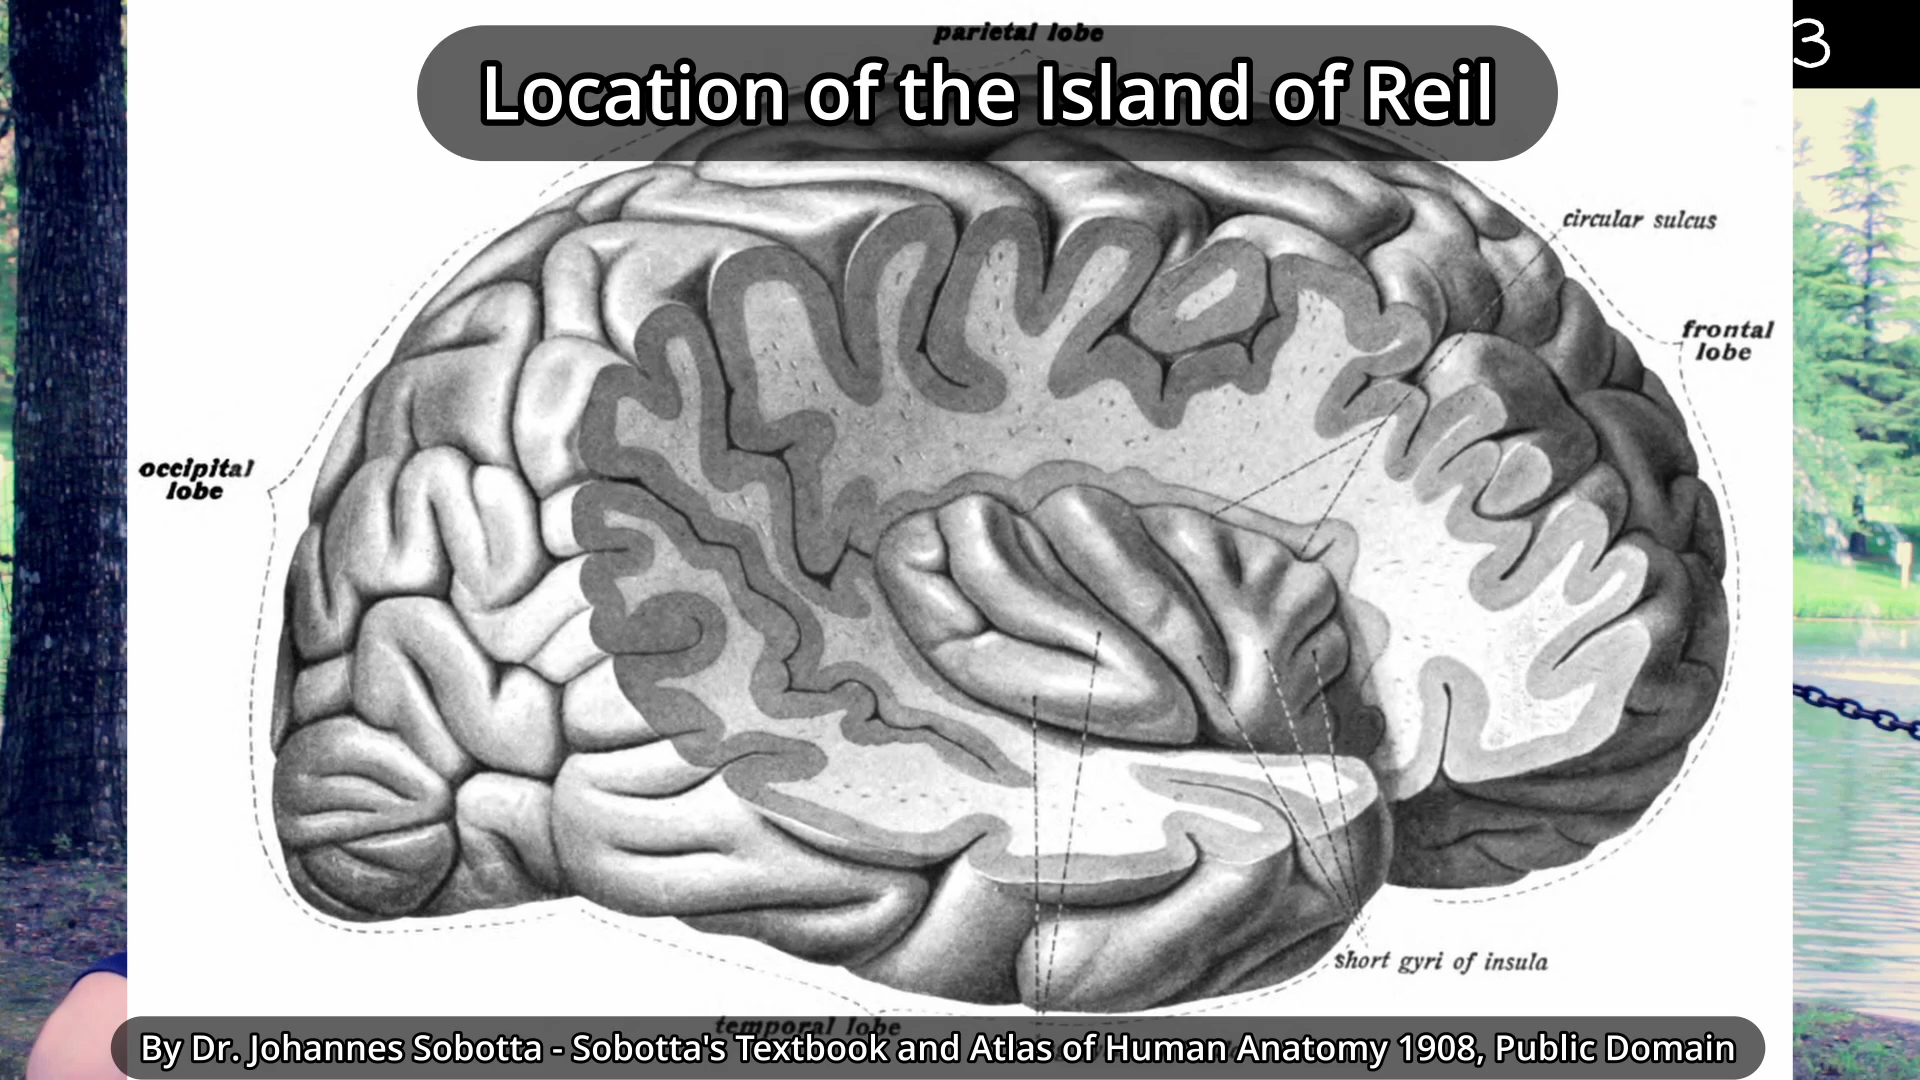 parietal lobe
Location of the Island of Reil
3
circular sulcus
frontal
lobe
occipital
lobe
short gyri of insula
temporal lobe
By Dr. Johannes Sobotta - Sobotta's Textbook and Atlas of Human Anatomy 1908, Public Domain